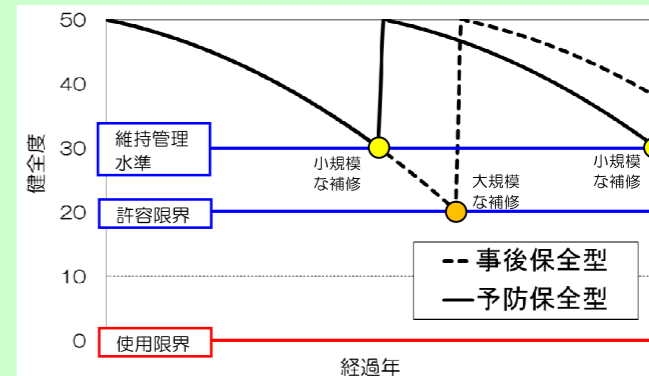 50
40
維持管理
水準
30
健全度
小規模
な補修
小規模
な補修
大規模
な補修
許容限界
20
事後保全型
予防保全型
10
使用限界
0
経過年